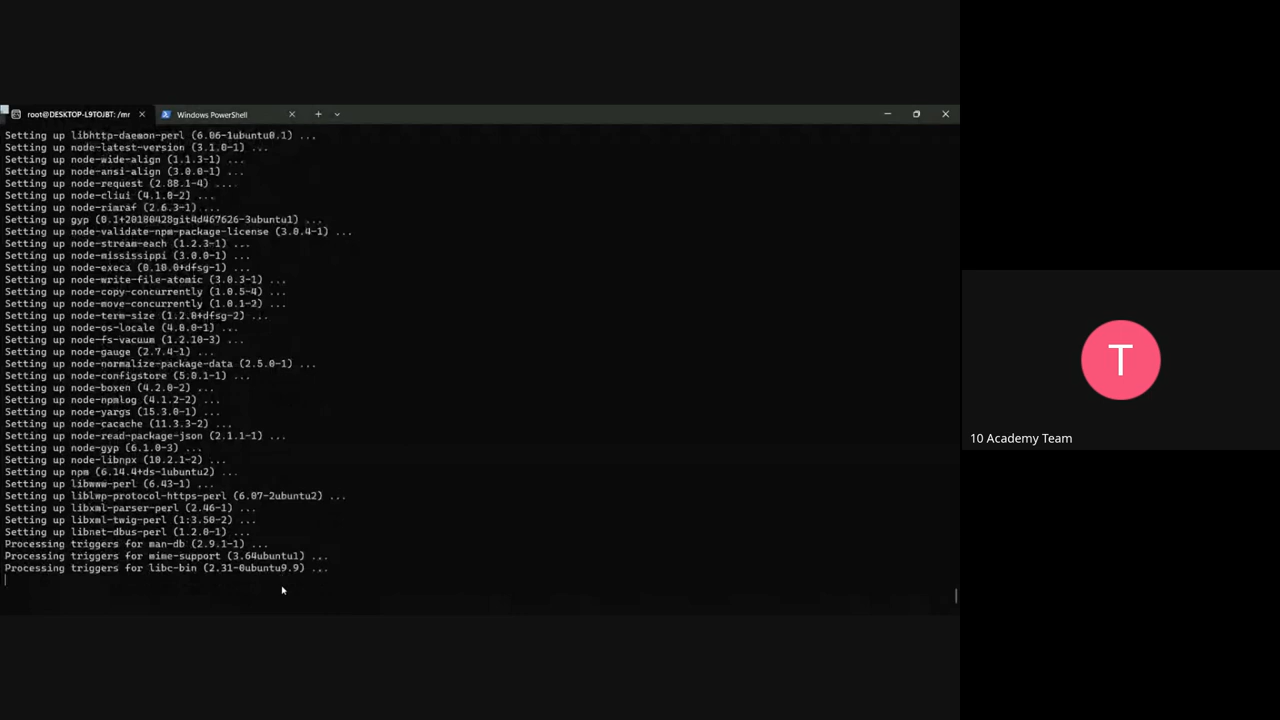 root@DESKTOP-L9TOJBT: /mr
Windows PowerShell
Setting up libhttp-daemon-perl (6.06-1ubuntu0.1) ...
Setting up node-latest-version (3.1.0-1) ...
Setting up node-wide-align (1.1.3-1) ...
Setting up node-ansi-align (3.0.0-1) ...
Setting up node-request (2.88.1-4) ...
Setting up node-cliui (4.1.0-2) ...
Setting up node-rimraf (2.6.3-1) ...
Setting up gyp (0.1+20180428git4d467626-3ubuntu1) ...
Setting up node-validate-npm-package-license (3.0.4-1) ...
Setting up node-stream-each (1.2.3-1) ...
Setting up node-mississippi (3.0.0-1) ...
Setting up node-execa (0.10.0+dfsg-1) ...
Setting up node-write-file-atomic (3.0.3-1) ...
Setting up node-copy-concurrently (1.0.5-4) ...
Setting up node-move-concurrently (1.0.1-2) ...
Setting up node-term-size (1.2.0+dfsg-2) ...
Setting up node-os-locale (4.0.0-1) ...
Setting up node-fs-vacuum (1.2.10-3) ...
Setting up node-gauge (2.7.4-1) ...
Setting up node-normalize-package-data (2.5.0-1) ...
Setting up node-configstore (5.0.1-1) ...
Setting up node-boxen (4.2.0-2) ...
Setting up node-npmlog (4.1.2-2) ...
Setting up node-yargs (15.3.0-1) ...
Setting up node-cacache (11.3.3-2) ...
Setting up node-read-package-json (2.1.1-1) ...
Setting up node-gyp (6.1.0-3) ...
Setting up node-libnpx (10.2.1-2) ...
Setting up npm (6.14.4+ds-1ubuntu2) ...
Setting up libwww-perl (6.43-1) ...
Setting up liblwp-protocol-https-perl (6.07-2ubuntu2) ...
Setting up libxml-parser-perl (2.46-1) ...
Setting up libxml-twig-perl (1:3.50-2) ...
Setting up libnet-dbus-perl (1.2.0-1) ...
Processing triggers for man-db (2.9.1-1) ...
Processing triggers for mime-support (3.64ubuntu1) ...
Processing triggers for libc-bin (2.31-0ubuntu9.9) ...
T
10 Academy Team